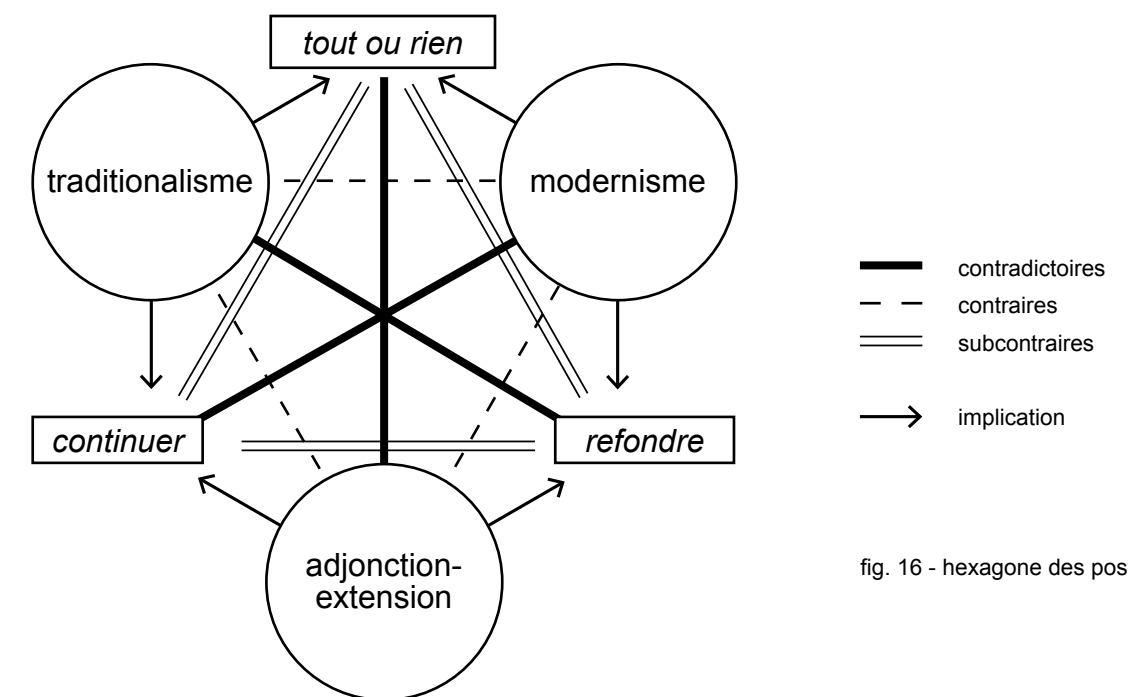 tout ou rien
traditionalisme
modernisme
contradictoires
contraires
subcontraires
continuer
refondre
implication
adjonction-
extension
fig. 16 - hexagone des pos